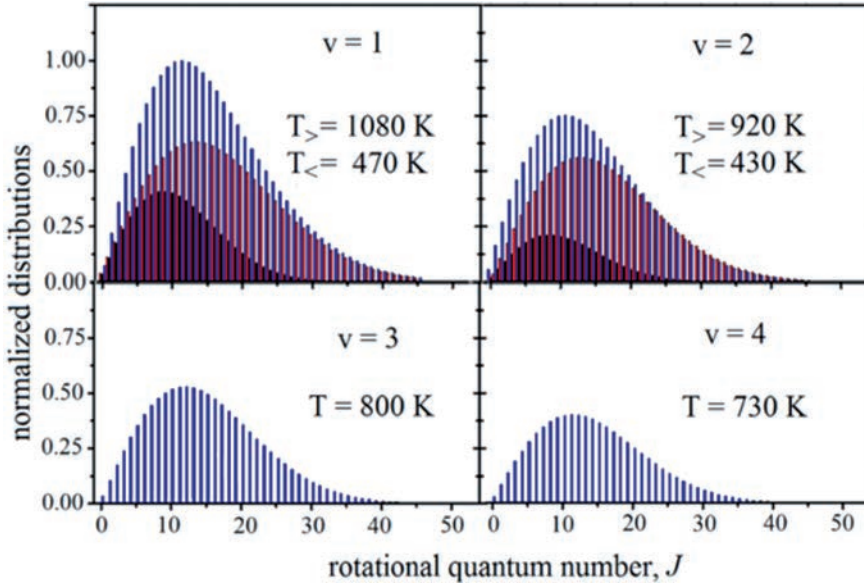 normalized distributions
1.00
0.75
0.50
0.25
0.00
v = 1
T> = 1080 K
T< = 470 K
v = 2
T> = 920 K
T< = 430 K
0.75
0.50
0.25
0.00
v = 3
T = 800 K
v = 4
T = 730 K
0 10 20 30 40 50 0 10 20 30 40 50
rotational quantum number, J